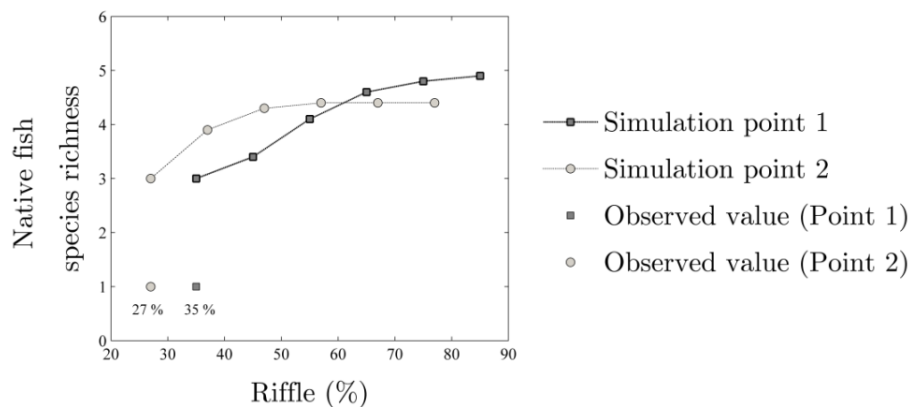 6
5
4
3
2
1
0
27 % 35 %
20 30 40 50 60 70 80 90
Native fish
species richness
Riffle (%)
Simulation point 1
Simulation point 2
Observed value (Point 1)
Observed value (Point 2)